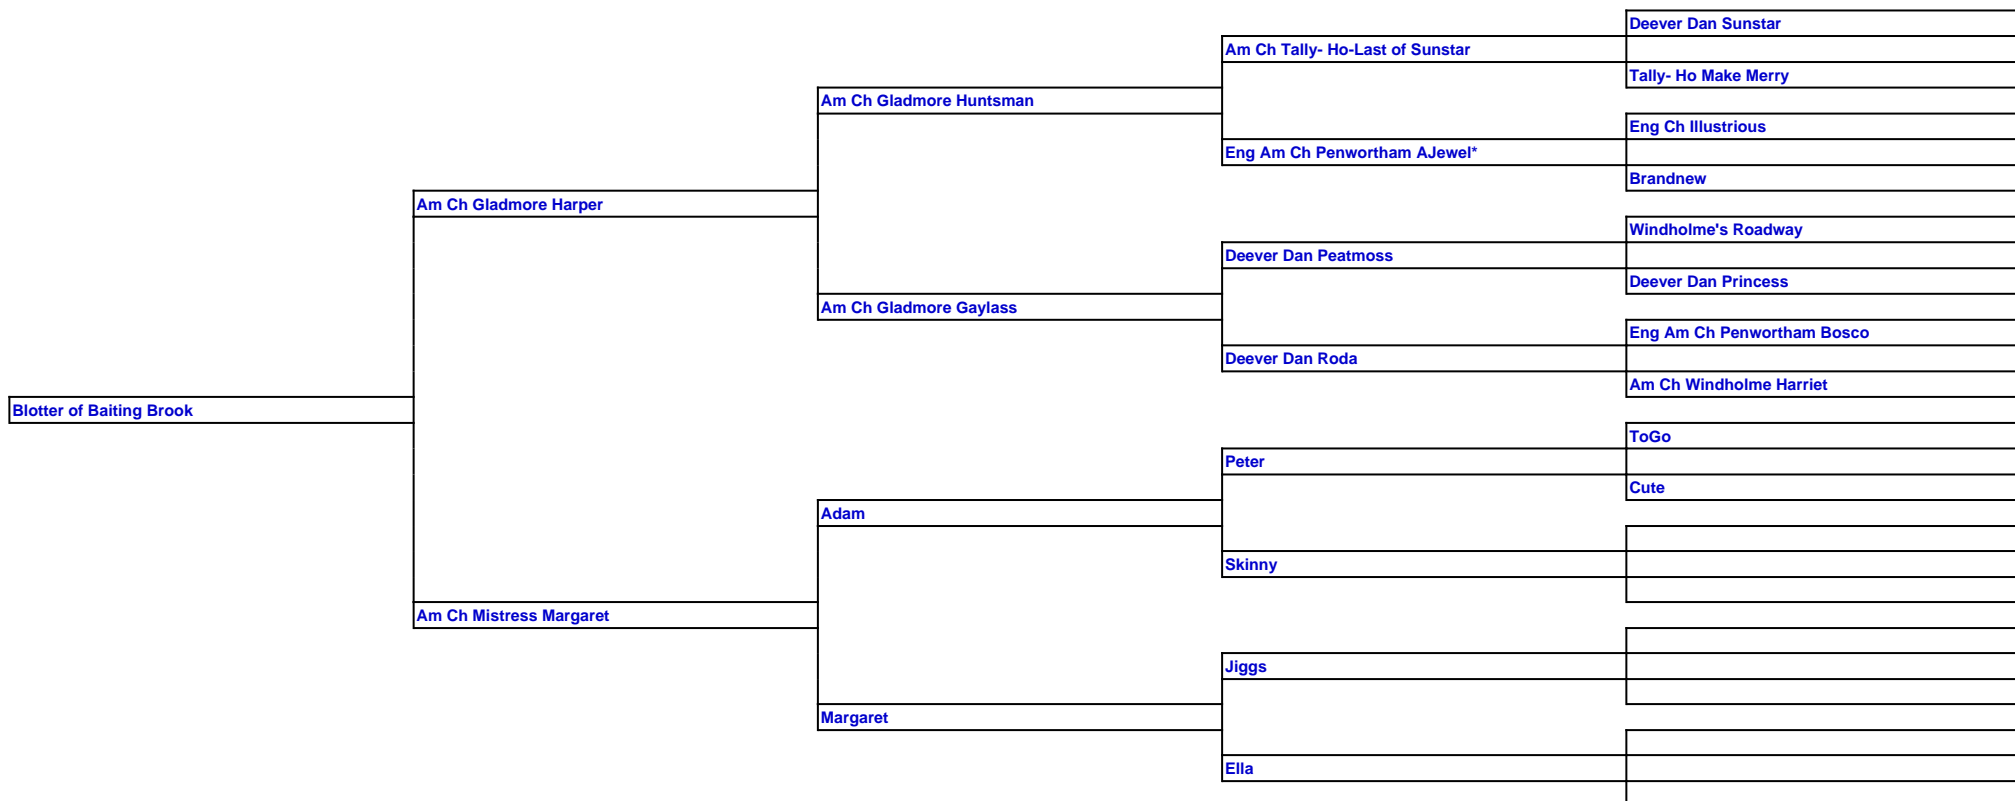 Deever Dan Sunstar
Am Ch Tally- Ho-Last of Sunstar
Tally- Ho Make Merry
Am Ch Gladmore Huntsman
Eng Ch Illustrious
Eng Am Ch Penwortham AJewel*
Brandnew
Am Ch Gladmore Harper
Windholme's Roadway
Deever Dan Peatmoss
Deever Dan Princess
Am Ch Gladmore Gaylass
Eng Am Ch Penwortham Bosco
Deever Dan Roda
Am Ch Windholme Harriet
Blotter of Baiting Brook
ToGo
Peter
Cute
Adam
Skinny
Am Ch Mistress Margaret
Jiggs
Margaret
Ella